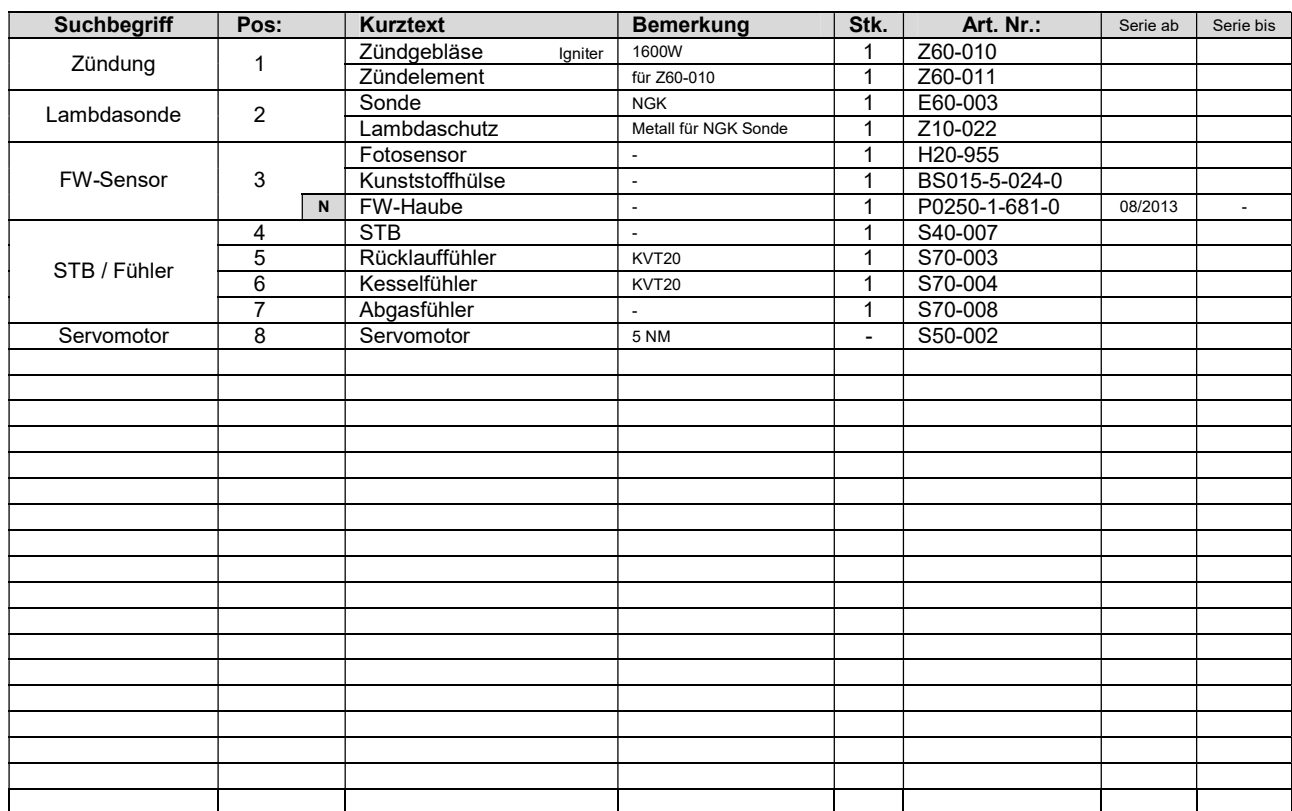 Suchbegriff Pos: Kurztext Bemerkung Stk. Art. Nr.: Serie ab Serie bis
Zündung 1 Zündgebläse Igniter 1600W 1 Z60-010
Zündelement für Z60-010 1 Z60-011
Lambdasonde 2 Sonde NGK 1 E60-003
Lambdaschutz Metall für NGK Sonde 1 Z10-022
FW-Sensor 3 Fotosensor - 1 H20-955
Kunststoffhülse - 1 BS015-5-024-0
N FW-Haube - 1 P0250-1-681-0 08/2013 -
STB / Fühler 4 STB - 1 S40-007
5 Rücklauffühler KVT20 1 S70-003
6 Kesselfühler KVT20 1 S70-004
7 Abgasfühler - 1 S70-008
Servomotor 8 Servomotor 5 NM - S50-002